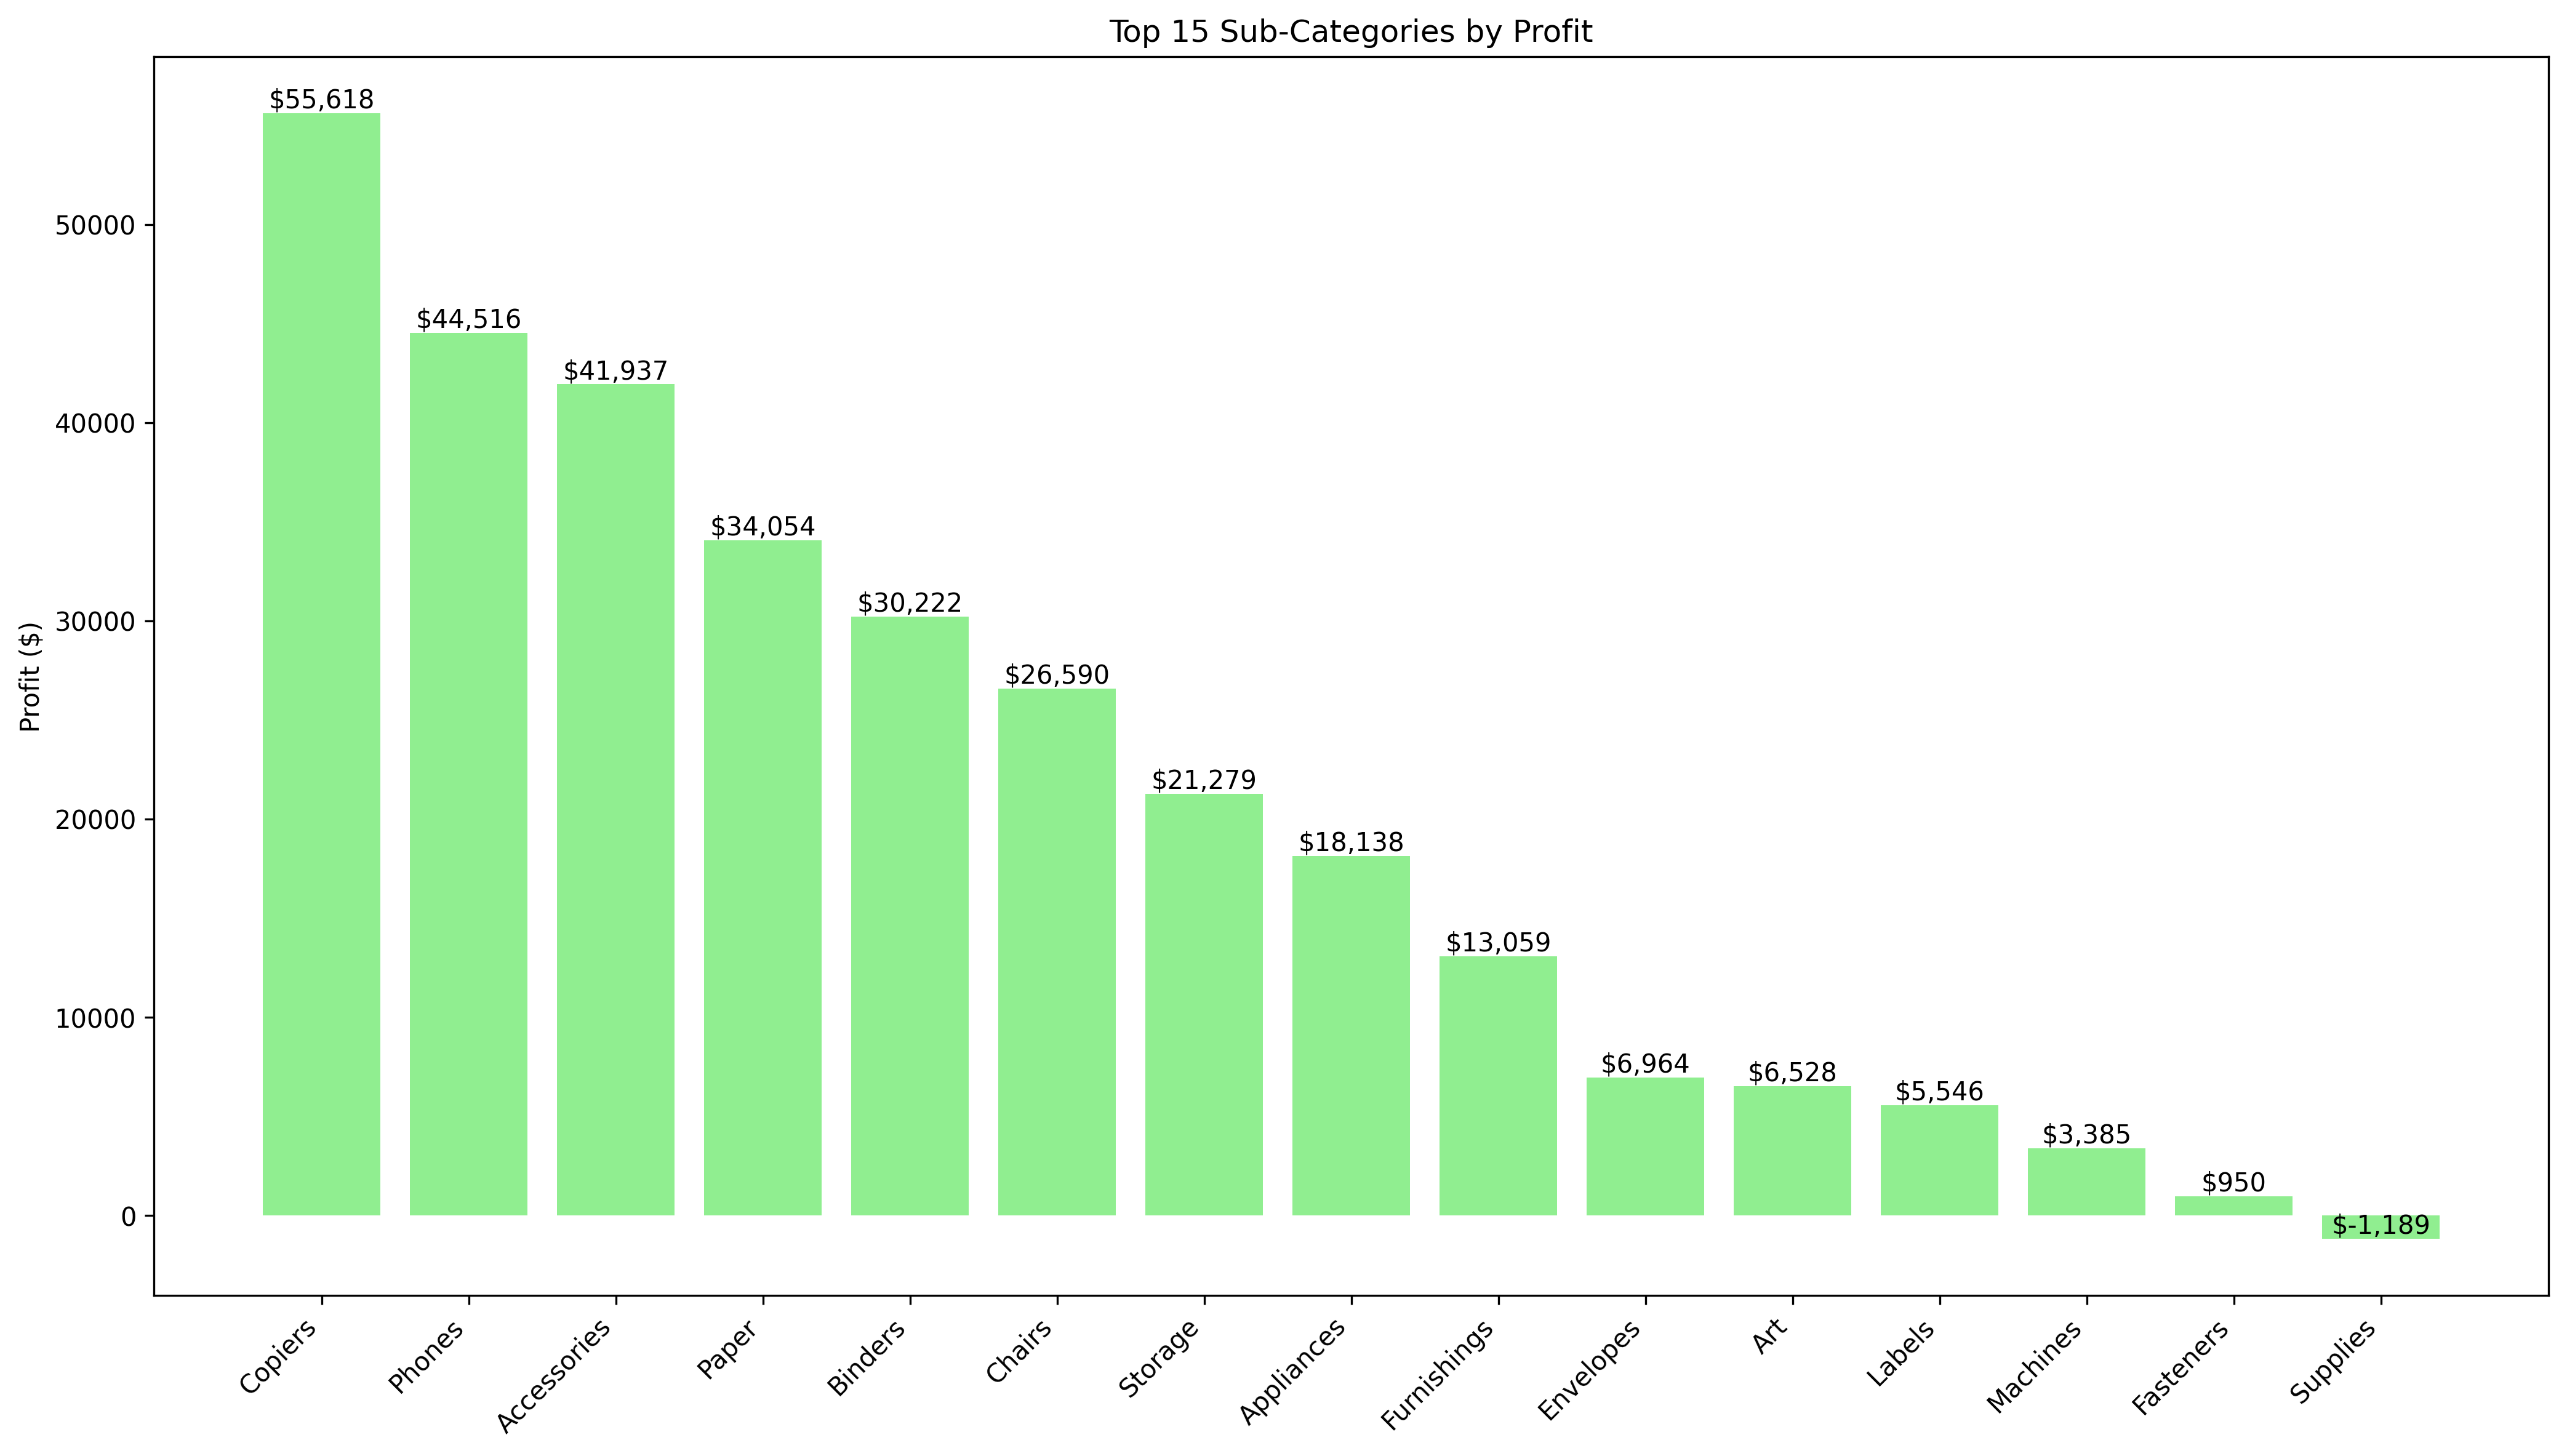 Top 15 Sub-Categories by Profit
Profit ($)
50000
40000
30000
20000
10000
0
$55,618
$44,516
$41,937
$34,054
$30,222
$26,590
$21,279
$18,138
$13,059
$6,964
$6,528
$5,546
$3,385
$950
$-1,189
Copiers
Phones
Accessories
Paper
Binders
Chairs
Storage
Appliances
Furnishings
Envelopes
Art
Labels
Machines
Fasteners
Supplies